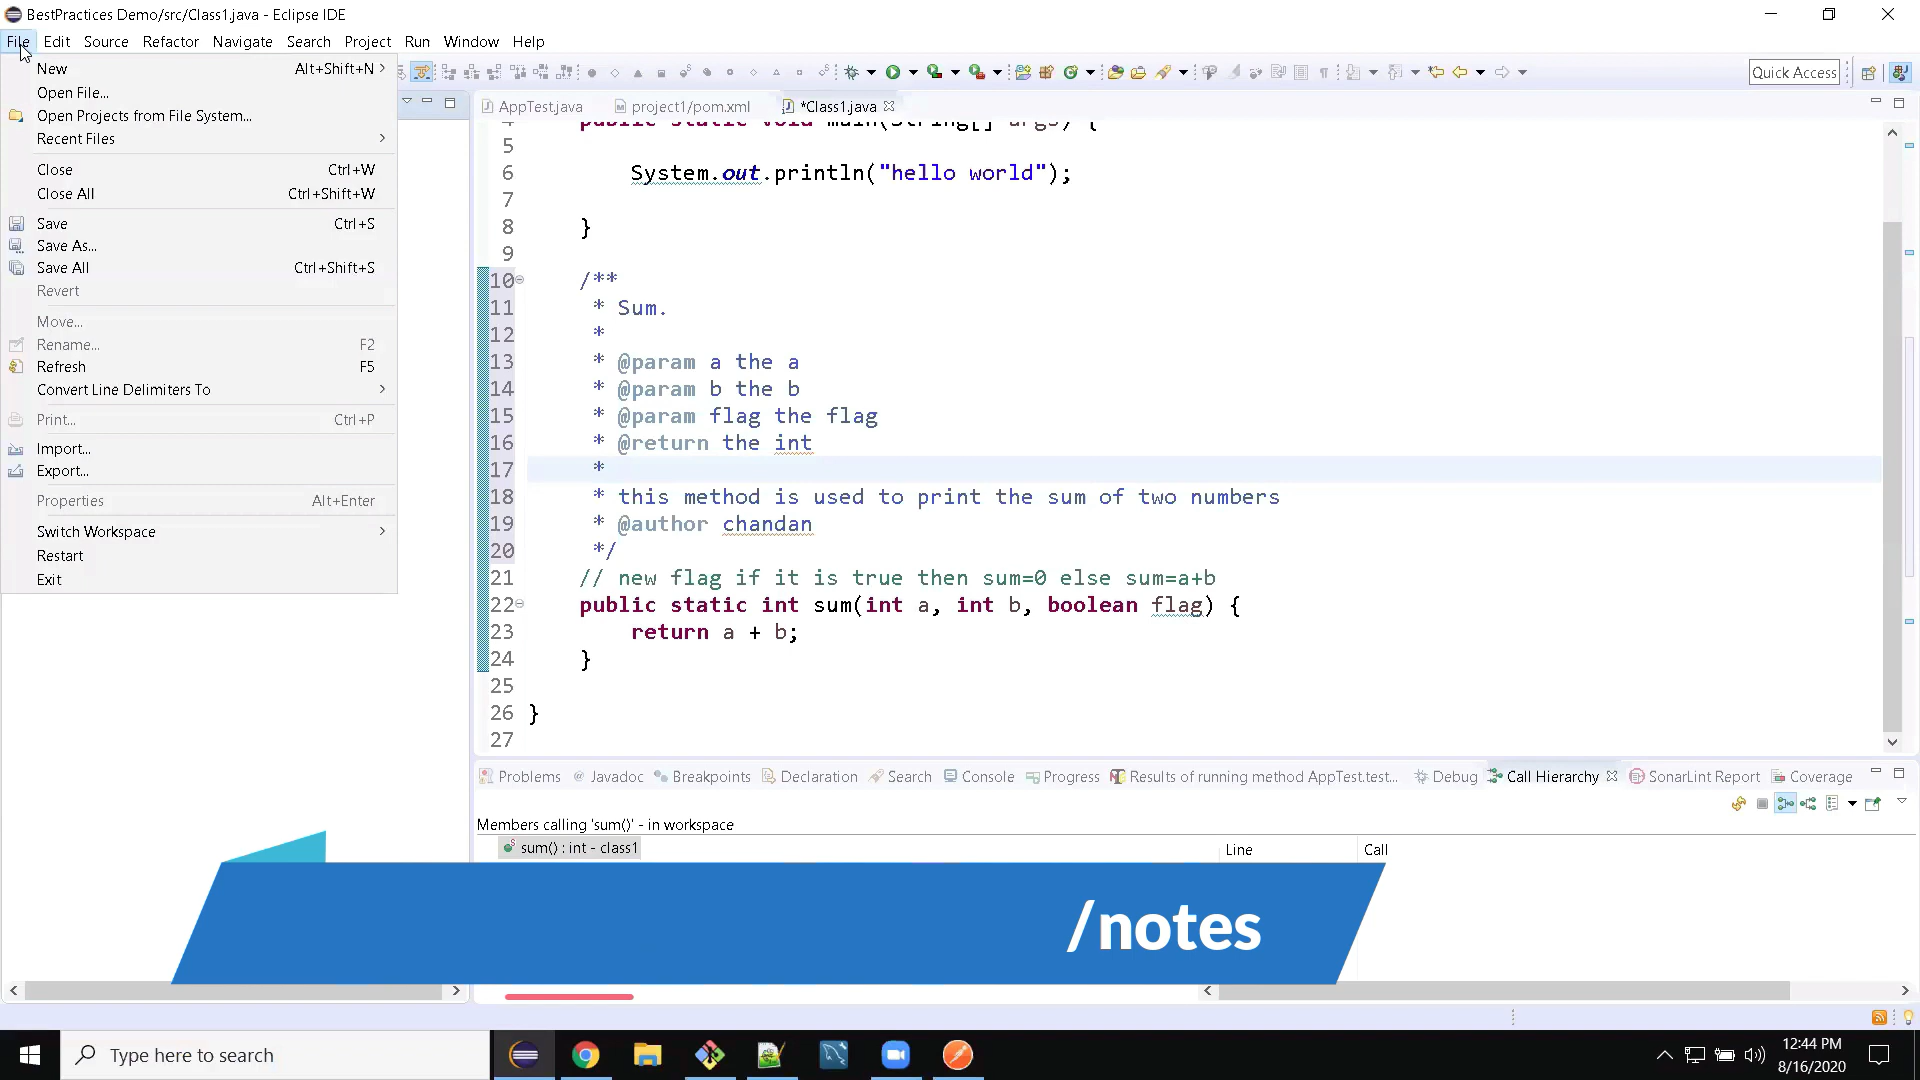 BestPractices Demo/src/Class1.java - Eclipse IDE
File Edit Source Refactor Navigate Search Project Run Window Help
New Alt+Shift+N
Open File...
Open Projects from File System...
Recent Files
Close Ctrl+W
Close All Ctrl+Shift+W
Save Ctrl+S
Save As...
Save All Ctrl+Shift+S
Revert
Move...
Rename... F2
Refresh F5
Convert Line Delimiters To
Print... Ctrl+P
Import...
Export...
Properties Alt+Enter
Switch Workspace
Restart
Exit
Quick Access
AppTest.java project1/pom.xml *Class1.java
4 public static void main(String[] args) {
5
6 System.out.println("hello world");
7
8 }
9
10 /**
11 * Sum.
12 *
13 * @param a the a
14 * @param b the b
15 * @param flag the flag
16 * @return the int
17 *
18 * this method is used to print the sum of two numbers
19 * @author chandan
20 */
21 // new flag if it is true then sum=0 else sum=a+b
22 public static int sum(int a, int b, boolean flag) {
23 return a + b;
24 }
25
26 }
27
Problems Javadoc Breakpoints Declaration Search Console Progress Results of running method AppTest.test... Debug Call Hierarchy SonarLint Report Coverage
Members calling 'sum()' - in workspace
sum() : int - class1
Line Call
/notes
Type here to search
12:44 PM
8/16/2020